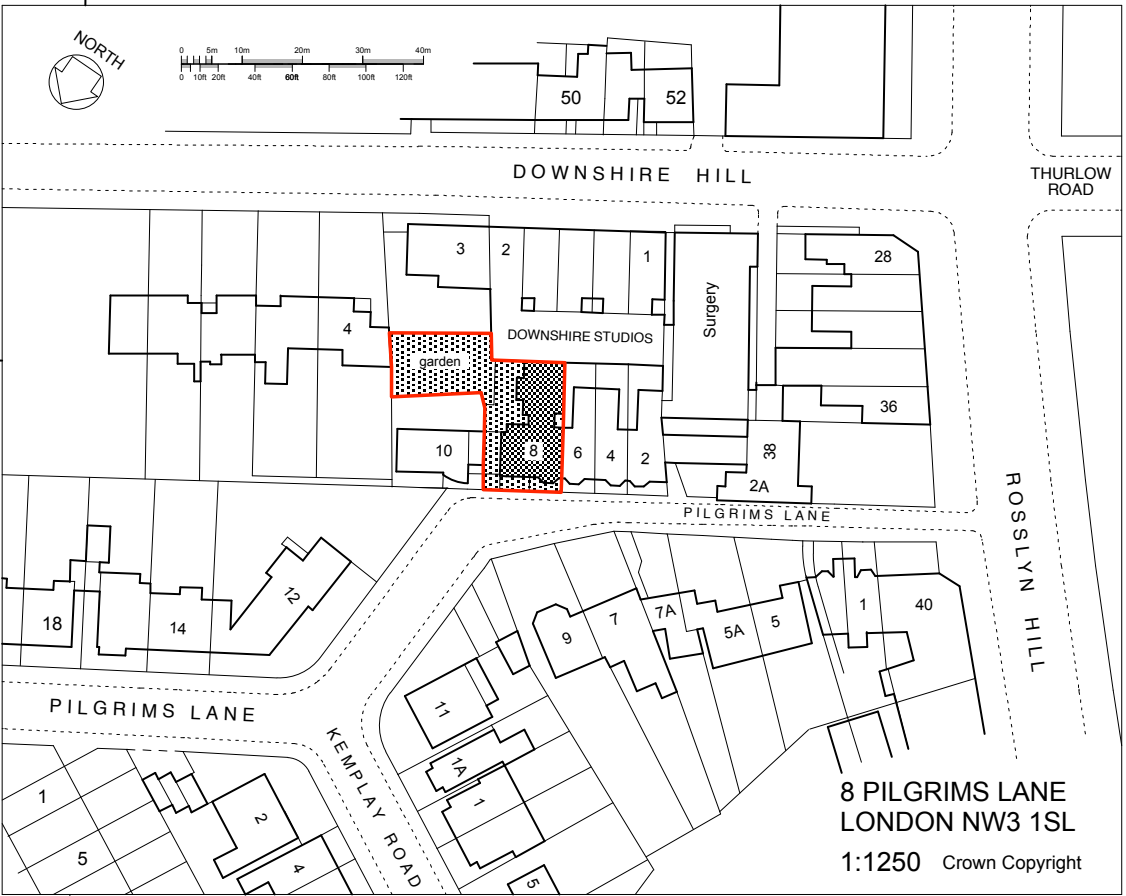 NORTH
0 5m 10m 20m 30m 40m
0 10ft 20ft 40ft 60ft 80ft 100ft 120ft
50
52
DOWNSHIRE HILL
THURLOW
ROAD
3
2
1
28
Surgery
4
DOWNSHIRE STUDIOS
garden
36
10
8
6
4
2
38
2A
PILGRIMS LANE
ROSSLYN HILL
12
18
14
9
7
7A
5A
5
1
40
11
PILGRIMS LANE
KEMPLAY ROAD
1A
1
1
2
5
4
5
8 PILGRIMS LANE
LONDON NW3 1SL
1:1250 Crown Copyright